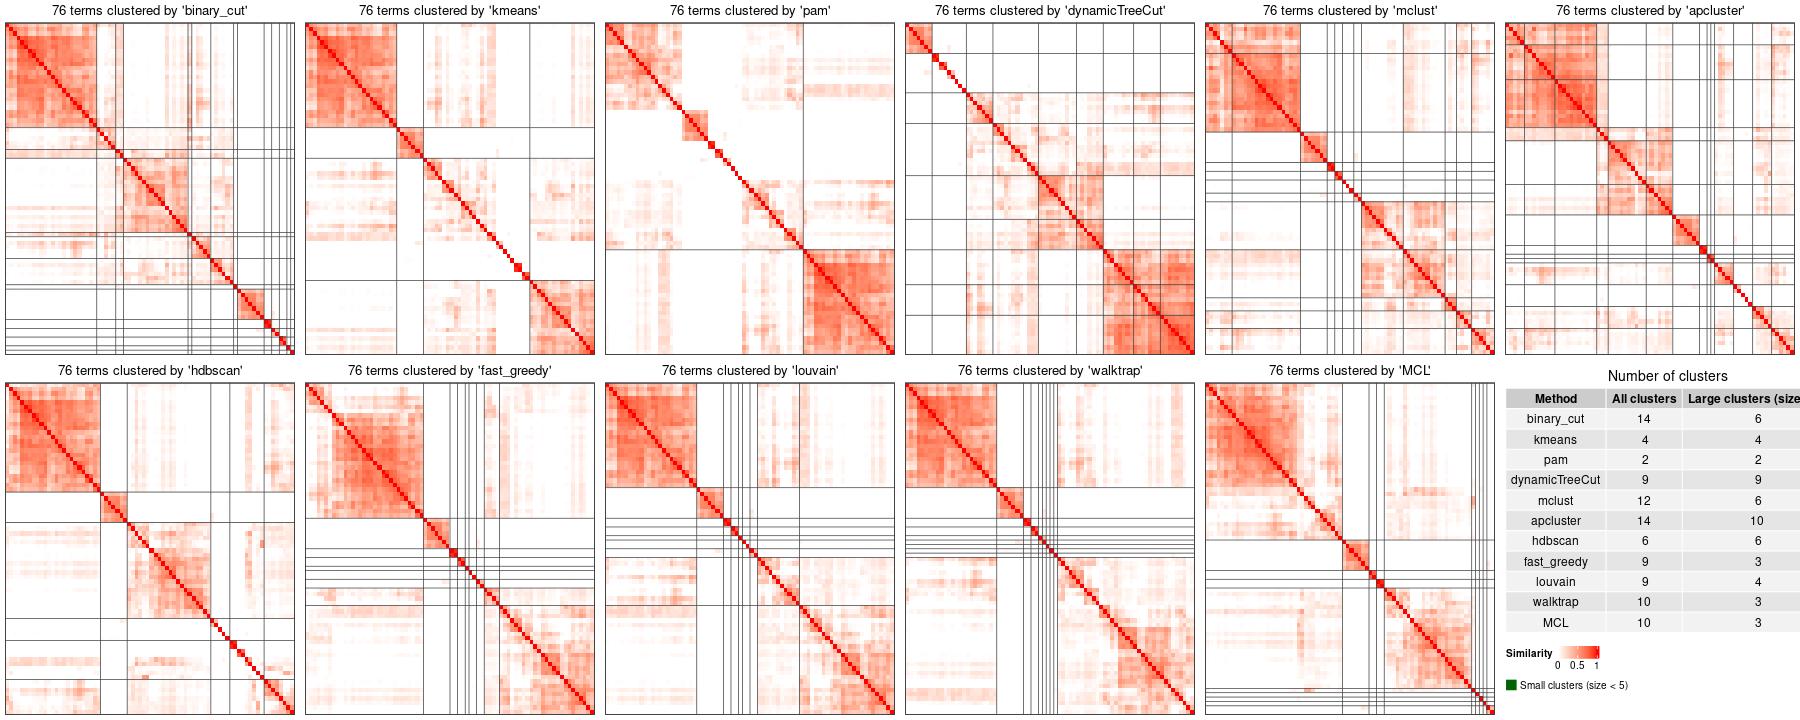 76 terms clustered by 'binary_cut'
76 terms clustered by 'kmeans'
76 terms clustered by 'pam'
76 terms clustered by 'dynamicTreeCut'
76 terms clustered by 'mclust'
76 terms clustered by 'apcluster'
76 terms clustered by 'hdbscan'
76 terms clustered by 'fast_greedy'
76 terms clustered by 'louvain'
76 terms clustered by 'walktrap'
76 terms clustered by 'MCL'
Number of clusters
Method All clusters Large clusters (size
binary_cut 14 6
kmeans 4 4
pam 2 2
dynamicTreeCut 9 9
mclust 12 6
apcluster 14 10
hdbscan 6 6
fast_greedy 9 3
louvain 9 4
walktrap 10 3
MCL 10 3
Similarity
0 0.5 1
Small clusters (size < 5)